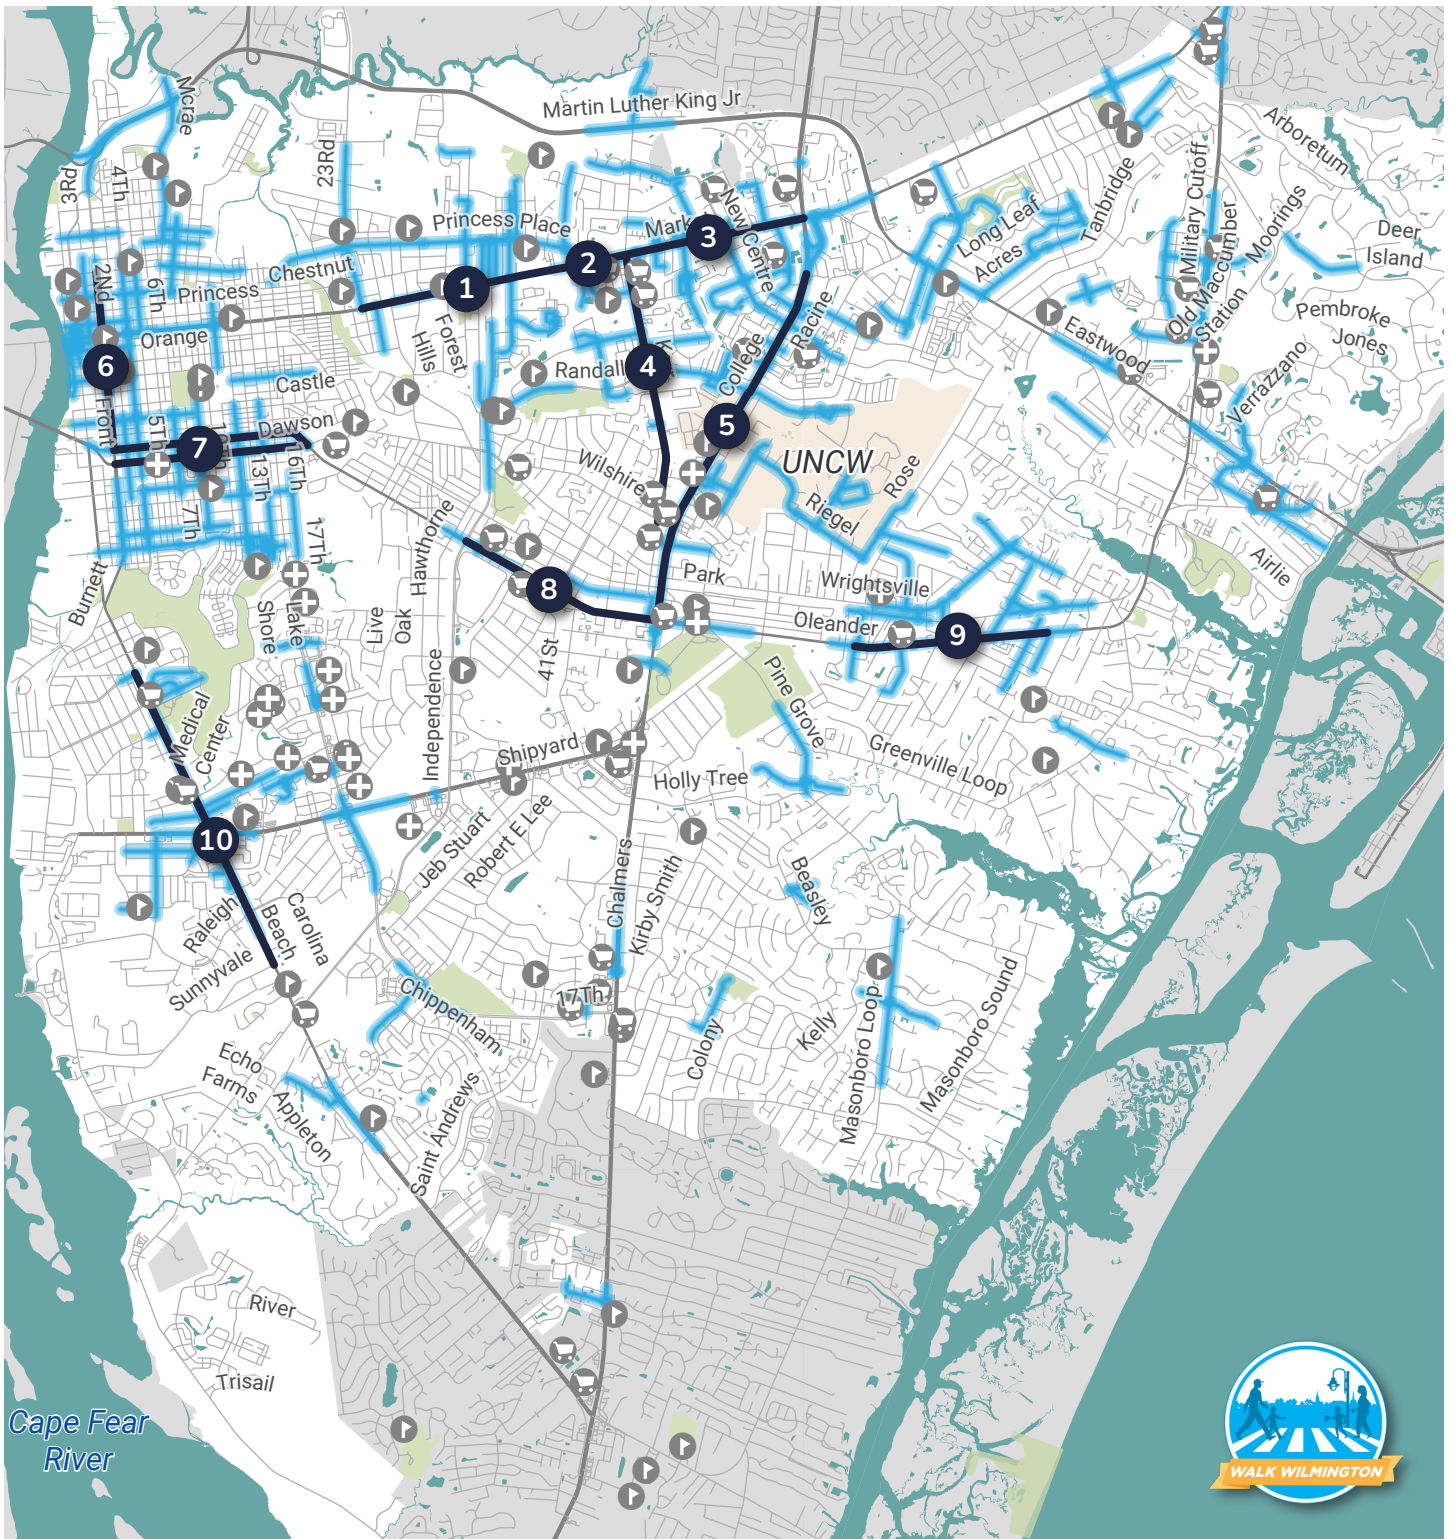 Martin Luther King Jr
Mcrae
3Rd
4Th
23Rd
Arboretum
Military Cutoff
Tanbridge
Moorings
Old Maccumber
Station
Deer
Island
Long Leaf
Acres
Princess Place
Market
New Centre
3
2
1
Chestnut
2Nd
6Th
Princess
Orange
Forest
Hills
Racine
Pembroke
Jones
Eastwood
Verrazzano
6
Castle
Randall
4
College
Front
5Th
7
Dawson
13Th
16Th
5
UNCW
Wilshire
Rose
Riegel
7Th
17Th
Hawthorne
Airlie
Burnett
Park
Wrightsville
8
Shore
Lake
Live
Oak
Oleander
9
41St
Independence
Pine Grove
Medical
Center
Shipyard
Greenville Loop
Holly Tree
10
Jeb Stuart
Robert E Lee
Chalmers
Kirby Smith
Beasley
Raleigh
Carolina
Beach
Sunnyvale
Masonboro Sound
Chippenham
17Th
Colony
Kelly
Masonboro Loop
Echo
Farms
Appleton
Saint Andrews
River
Trisail
Cape Fear
River
WALK WILMINGTON